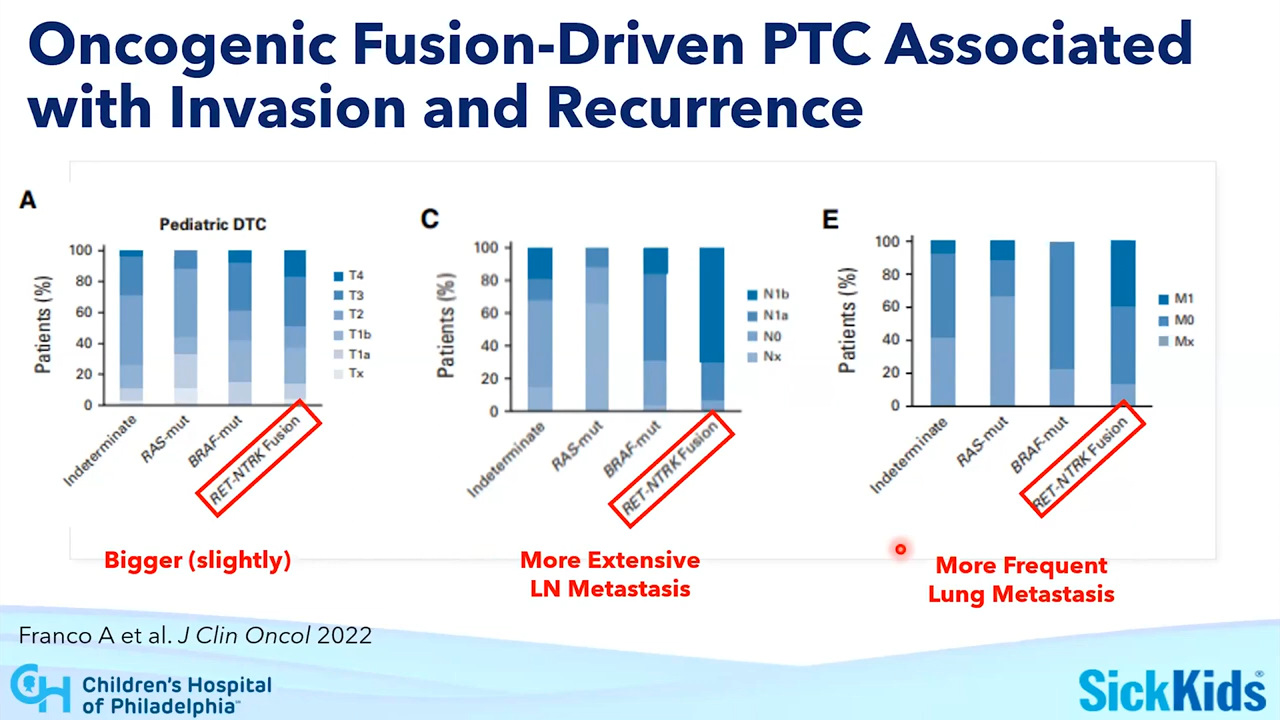 Oncogenic Fusion-Driven PTC Associated
with Invasion and Recurrence
A
Pediatric DTC
Patients (%)
100
80
60
40
20
0
T4
T3
T2
T1b
T1a
Tx
Indeterminate
RAS-mut
BRAF-mut
RET-NTRK Fusion
Bigger (slightly)
C
Patients (%)
100
80
60
40
20
0
N1b
N1a
N0
Nx
Indeterminate
RAS-mut
BRAF-mut
RET-NTRK Fusion
More Extensive
LN Metastasis
E
Patients (%)
100
80
60
40
20
0
M1
M0
Mx
Indeterminate
RAS-mut
BRAF-mut
RET-NTRK Fusion
More Frequent
Lung Metastasis
Franco A et al. J Clin Oncol 2022
CH Children's Hospital
of Philadelphia™
SickKids®